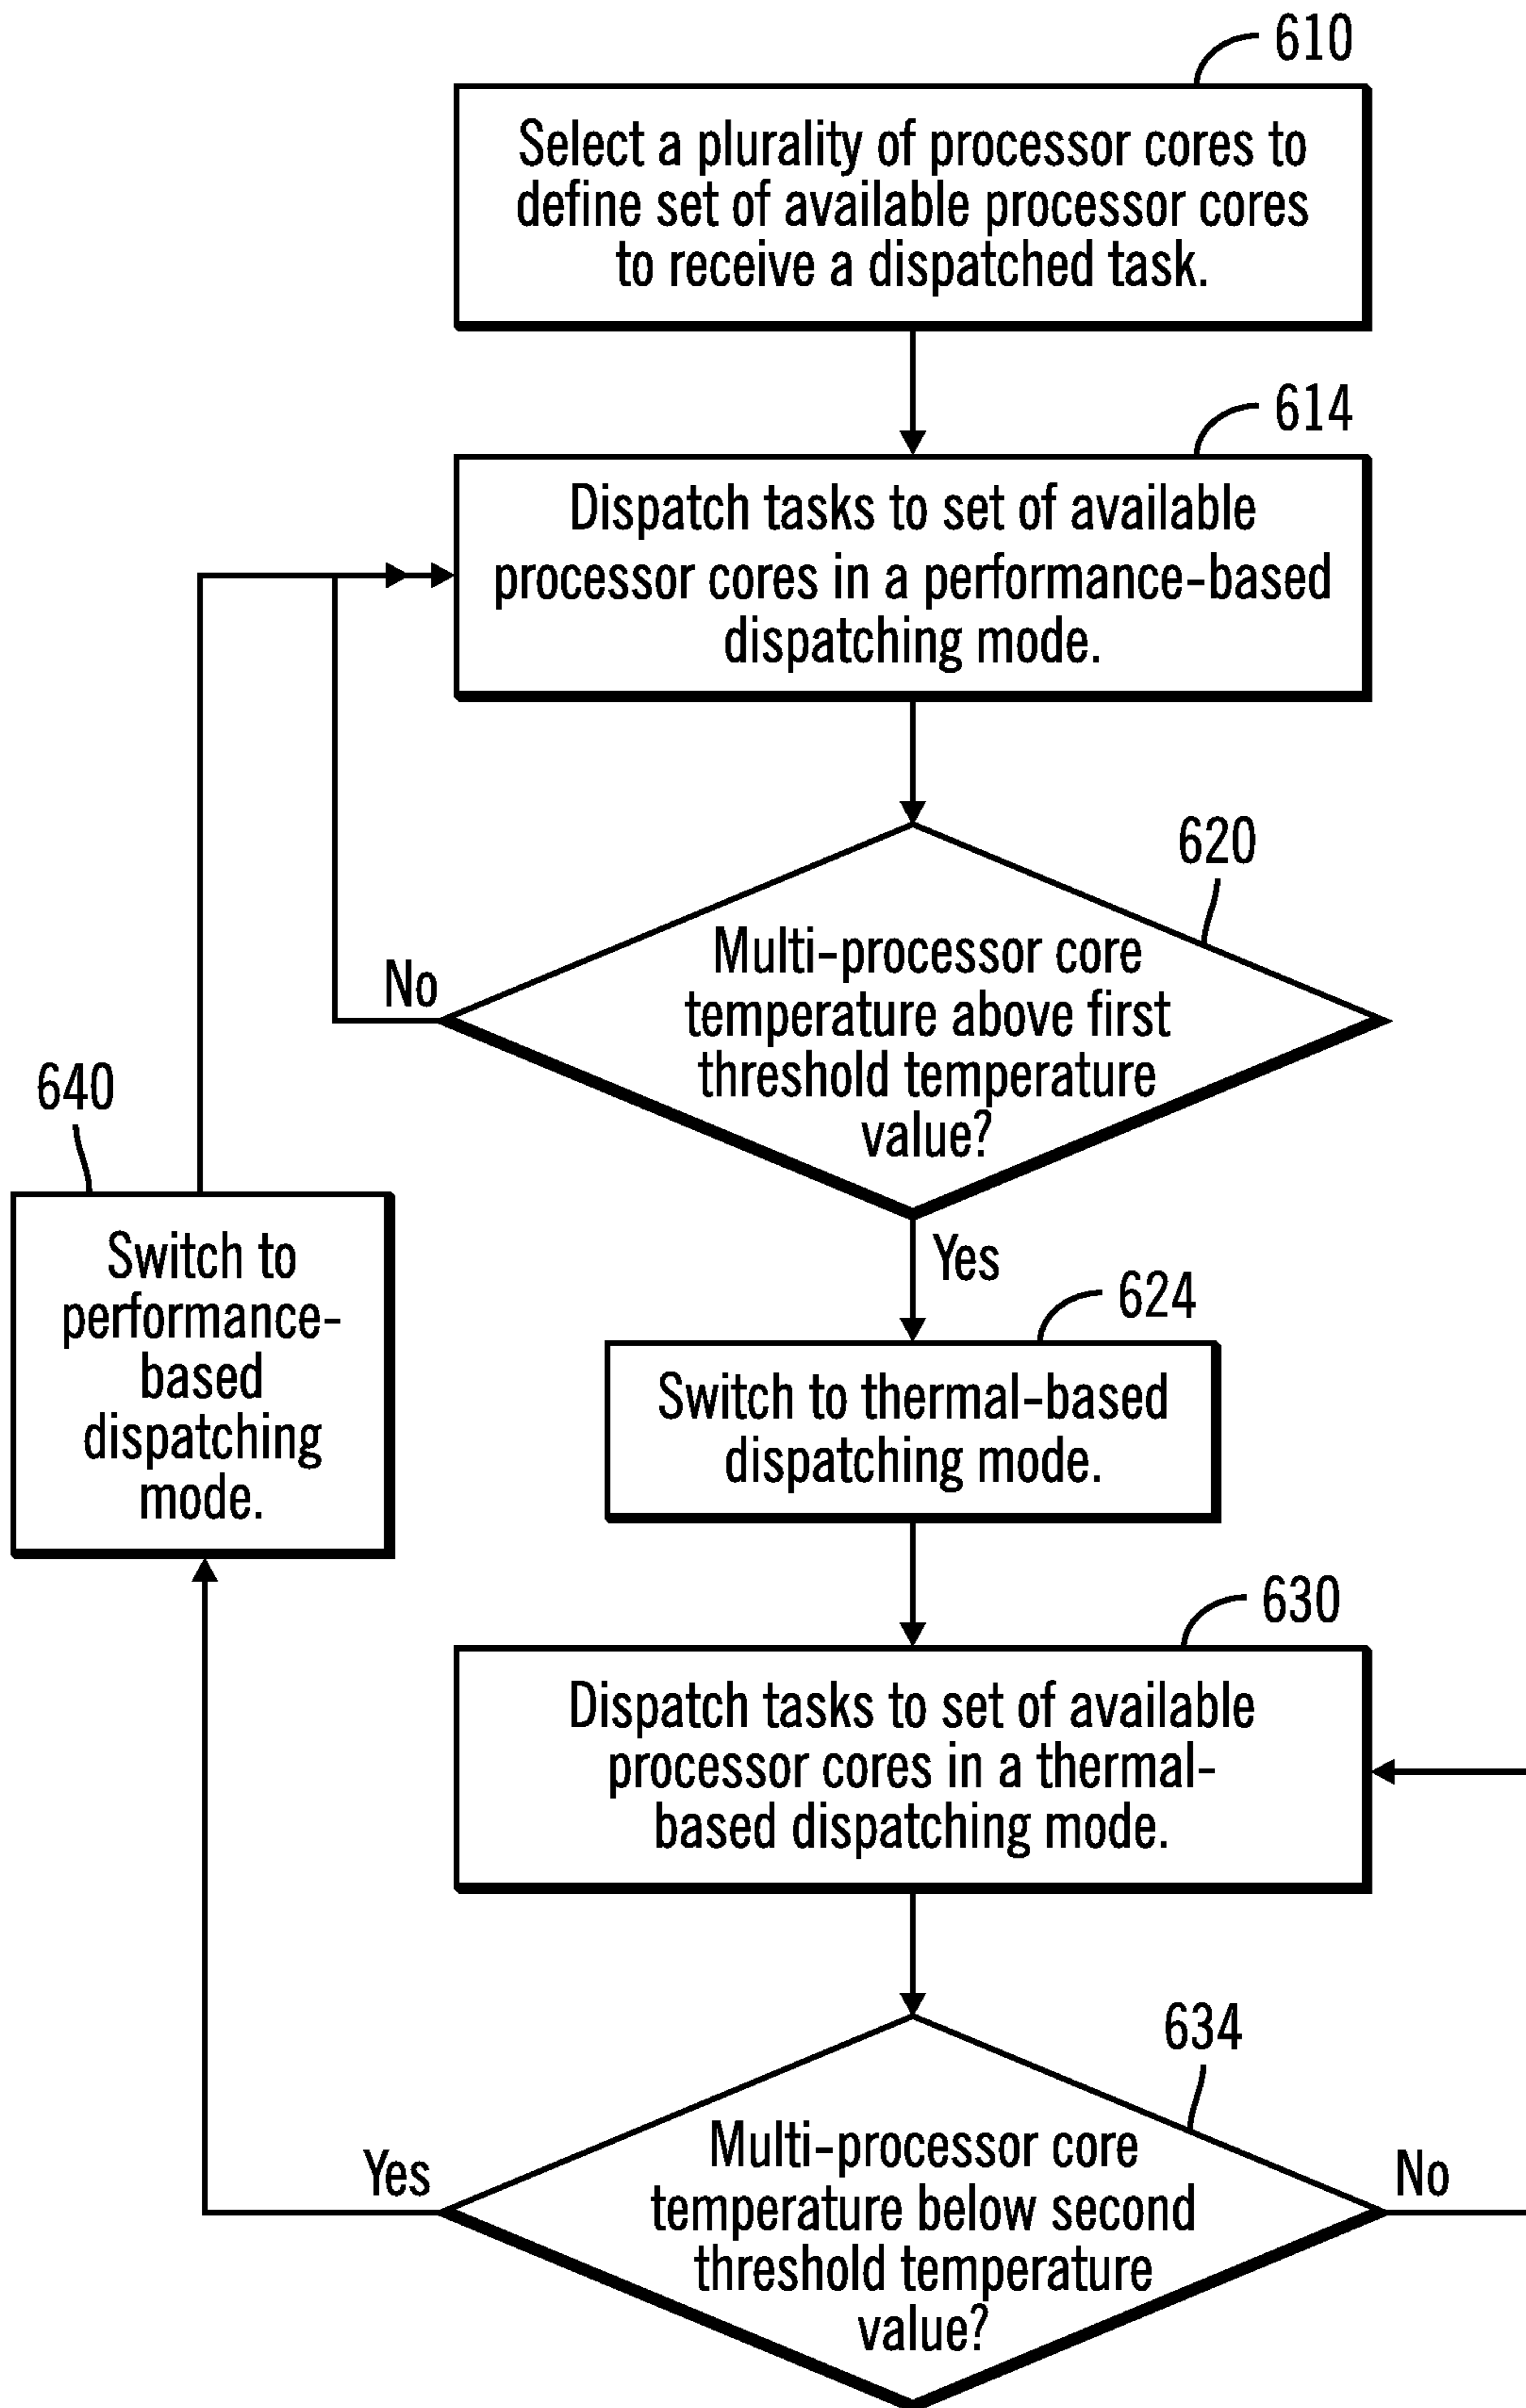 610
Select a plurality of processor cores to
define set of available processor cores
to receive a dispatched task.
614
Dispatch tasks to set of available
processor cores in a performance-based
dispatching mode.
620
Multi-processor core
temperature above first
threshold temperature
value?
No
Yes
640
Switch to
performance-
based
dispatching
mode.
624
Switch to thermal-based
dispatching mode.
630
Dispatch tasks to set of available
processor cores in a thermal-
based dispatching mode.
634
Multi-processor core
temperature below second
threshold temperature
value?
Yes
No